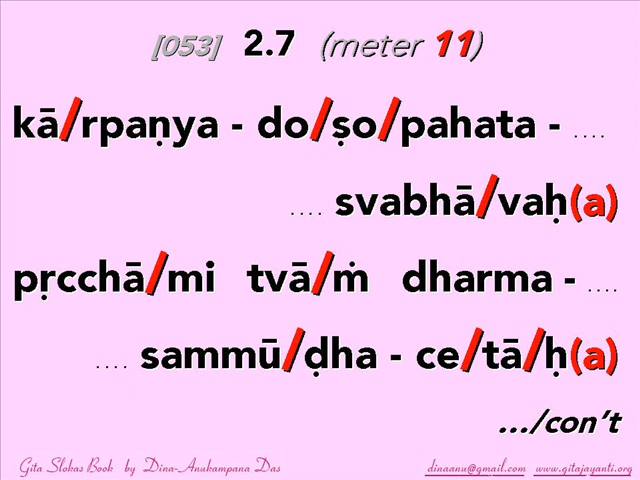 [053] 2.7 (meter 11)
kā/rpaṇya - do/ṣo/pahata - ....
.... svabhā/vaḥ(a)
pṛcchā/mi tvā/ṁ dharma - ....
.... sammū/ḍha - ce/tā/ḥ(a)
.../con't
Gita Slokas Book by Dina-Anukampana Das dinaanu@gmail.com www.gitajayanti.org